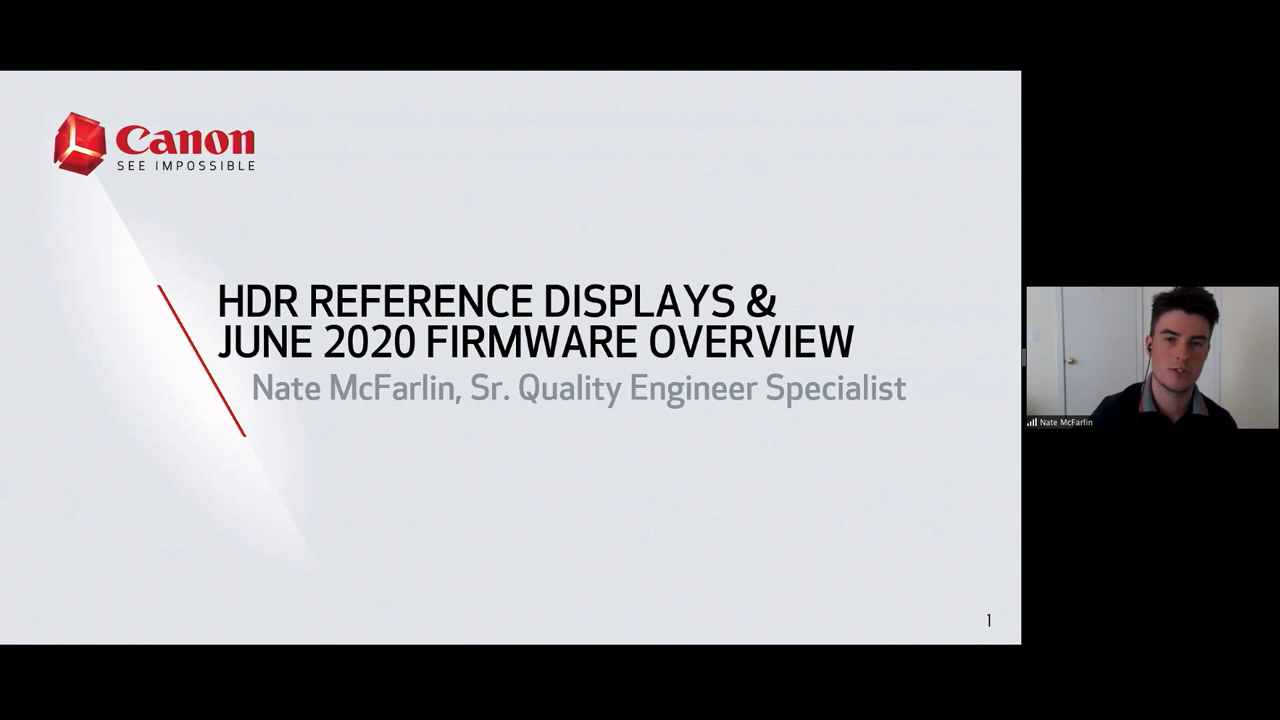 Canon
SEE IMPOSSIBLE
HDR REFERENCE DISPLAYS &
JUNE 2020 FIRMWARE OVERVIEW
Nate McFarlin, Sr. Quality Engineer Specialist
Nate McFarlin
1